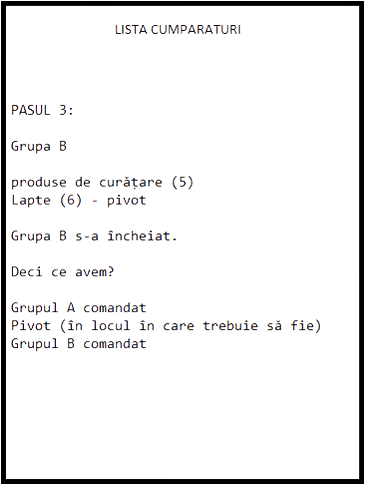 LISTA CUMPARATURI
PASUL 3:
Grupa B
produse de curățare (5)
Lapte (6) - pivot
Grupa B s-a încheiat.
Deci ce avem?
Grupul A comandat
Pivot (în locul în care trebuie să fie)
Grupul B comandat